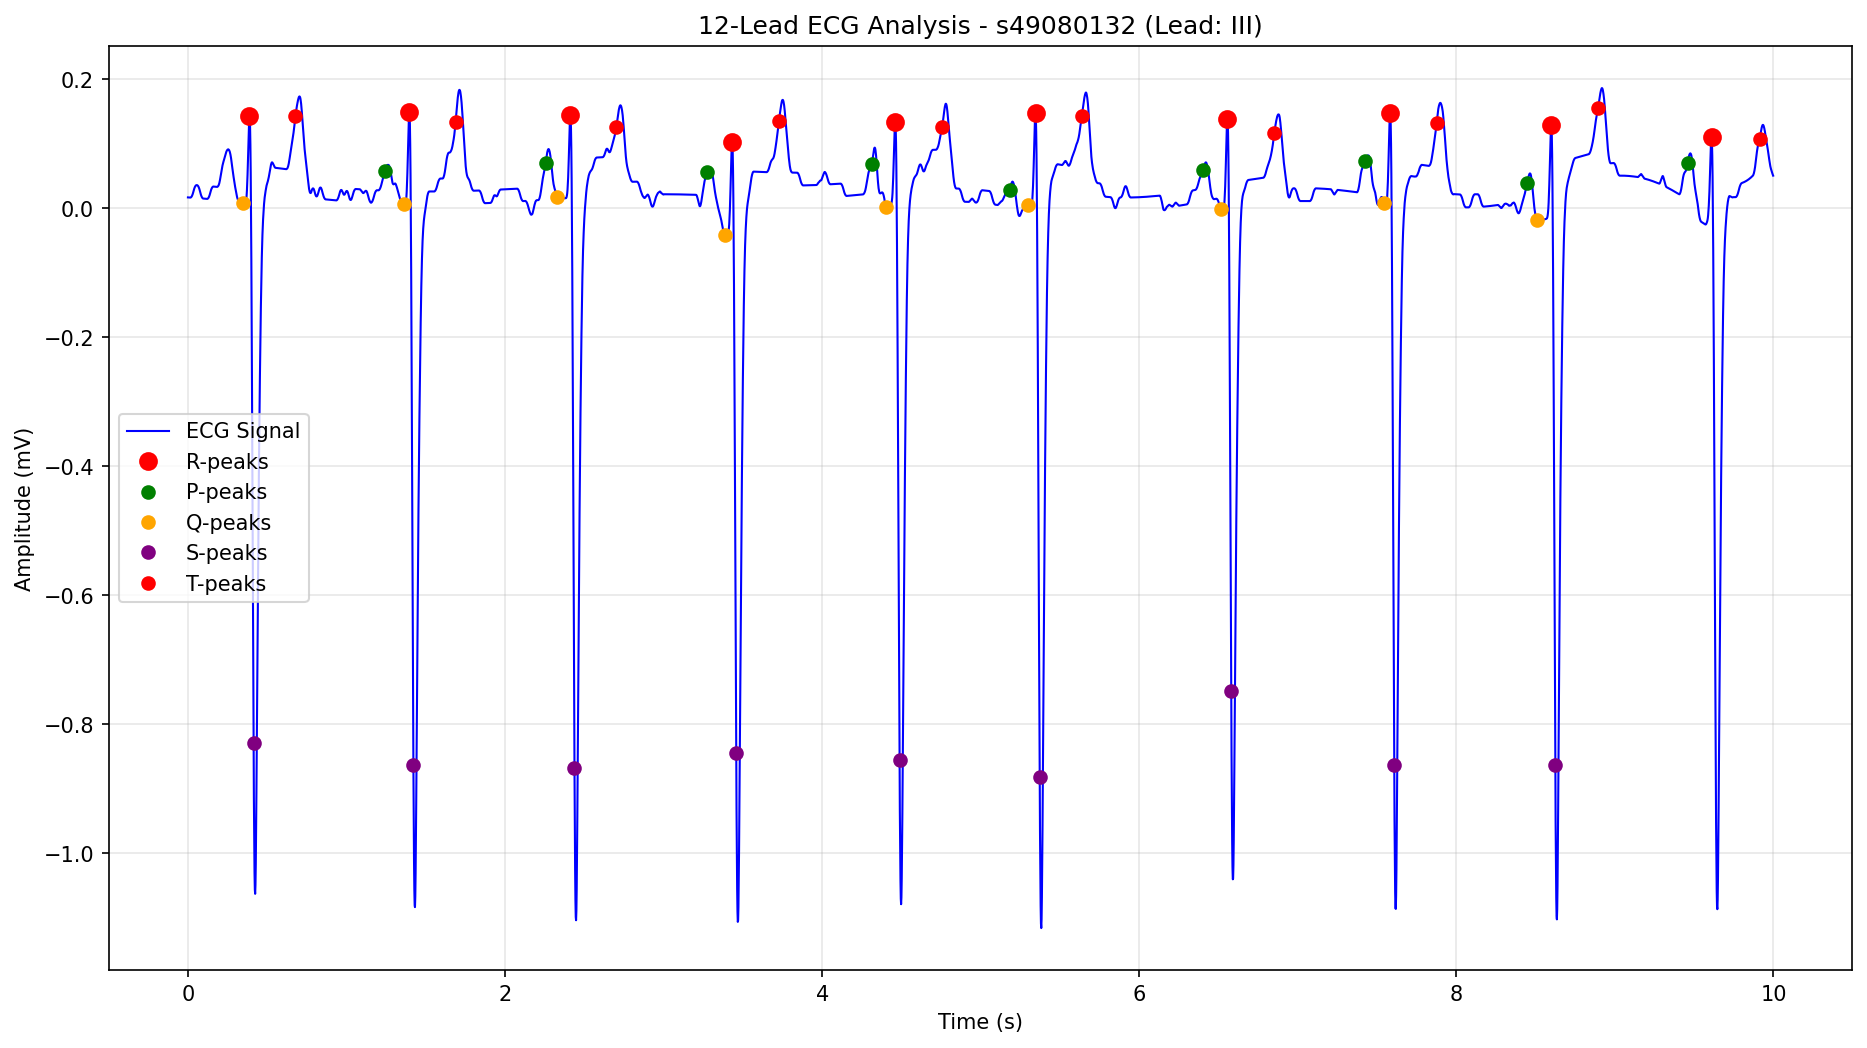 12-Lead ECG Analysis - s49080132 (Lead: III)
Amplitude (mV)
0.2
0.0
−0.2
−0.4
−0.6
−0.8
−1.0
ECG Signal
R-peaks
P-peaks
Q-peaks
S-peaks
T-peaks
0 2 4 6 8 10
Time (s)